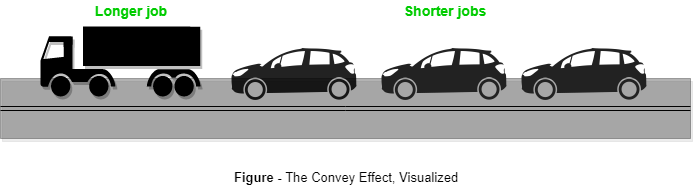 Longer job
Shorter jobs
Figure - The Convey Effect, Visualized